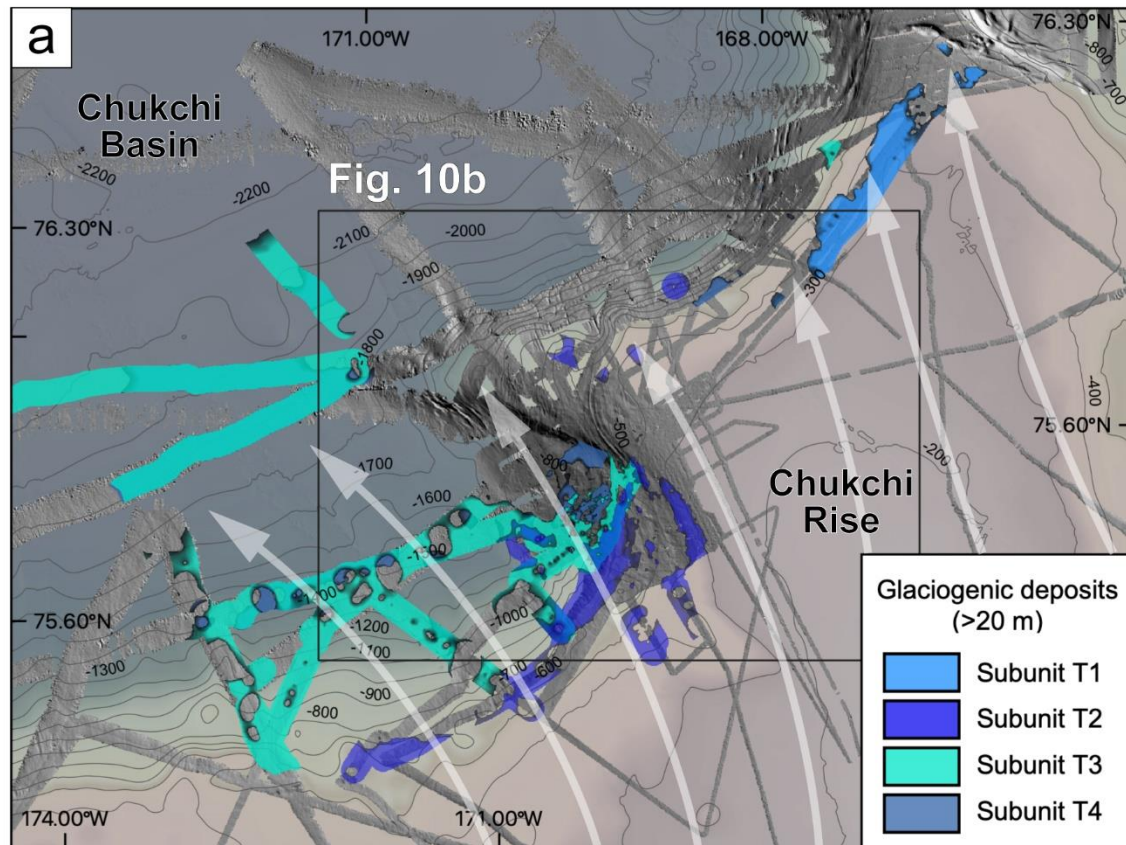 a
171.00°W
168.00°W
76.30°N
-800
-700
Chukchi
Basin
-2200
-2200
Fig. 10b
76.30°N
-2100
-2000
-1900
-300
-1800
-400
75.60°N
-500
-200
-1700
-800
-1600
Chukchi
Rise
-1500
Glaciogenic deposits
(>20 m)
Subunit T1
Subunit T2
Subunit T3
Subunit T4
-1400
75.60°N
-1200
-1000
-1300
-1100
-700
-600
-900
-800
174.00°W
171.00°W